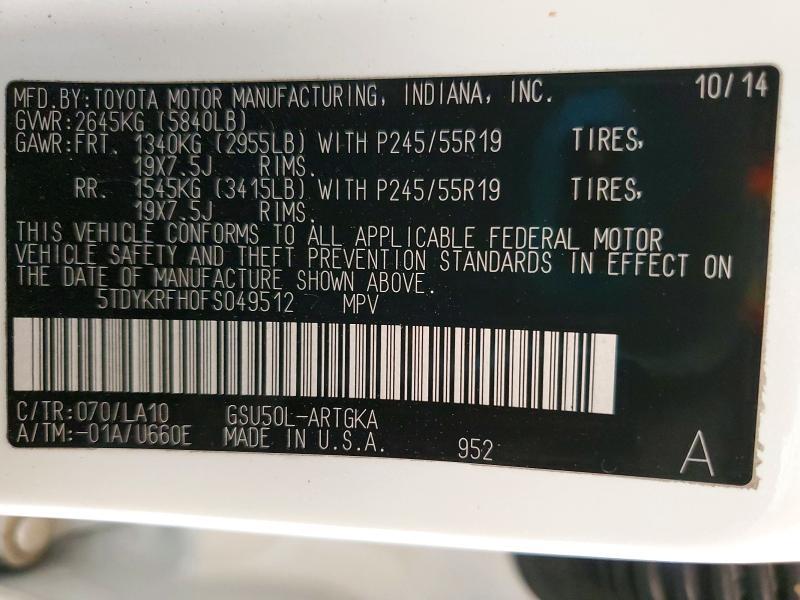 MFD.BY:TOYOTA MOTOR MANUFACTURING, INDIANA, INC. 10/14
GVWR:2645KG (5840LB)
GAWR:FRT. 1340KG (2955LB) WITH P245/55R19 TIRES,
19X7.5J RIMS.
RR. 1545KG (3415LB) WITH P245/55R19 TIRES,
19X7.5J RIMS.
THIS VEHICLE CONFORMS TO ALL APPLICABLE FEDERAL MOTOR
VEHICLE SAFETY AND THEFT PREVENTION STANDARDS IN EFFECT ON
THE DATE OF MANUFACTURE SHOWN ABOVE.
5TDYKRFH0FS049512 MPV
C/TR:070/LA10 GSU50L-ARTGKA
A/TM:-01A/U660E MADE IN U.S.A. 952 A